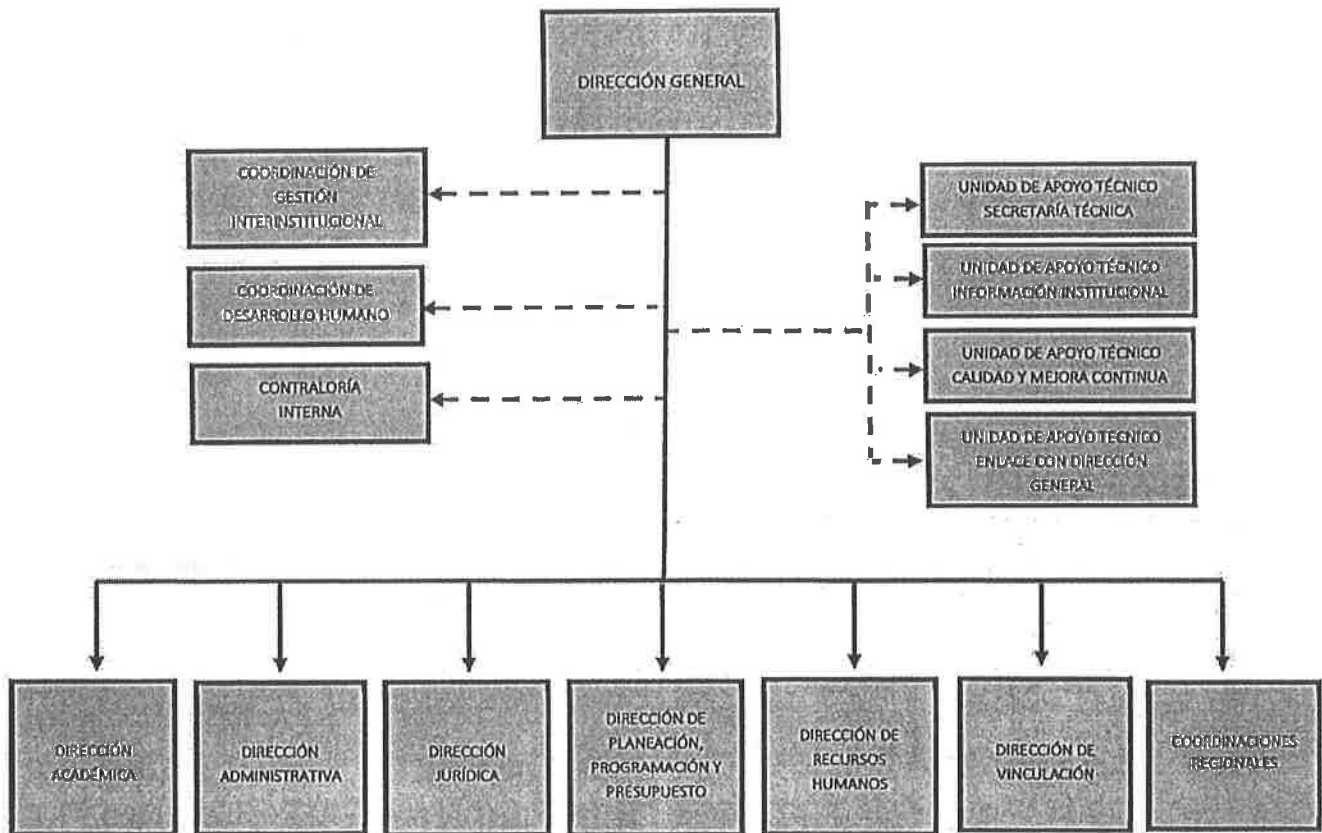 DIRECCIÓN GENERAL
COORDINACIÓN DE
GESTIÓN
INTERINSTITUCIONAL
COORDINACIÓN DE
DESARROLLO HUMANO
CONTRALORÍA
INTERNA
UNIDAD DE APOYO TÉCNICO
SECRETARÍA TÉCNICA
UNIDAD DE APOYO TÉCNICO
INFORMACIÓN INSTITUCIONAL
UNIDAD DE APOYO TÉCNICO
CALIDAD Y MEJORA CONTINUA
UNIDAD DE APOYO TÉCNICO
ENLACE CON DIRECCIÓN
GENERAL
DIRECCIÓN
ACADÉMICA
DIRECCIÓN
ADMINISTRATIVA
DIRECCIÓN
JURÍDICA
DIRECCIÓN DE
PLANEACIÓN,
PROGRAMACIÓN Y
PRESUPUESTO
DIRECCIÓN DE
RECURSOS
HUMANOS
DIRECCIÓN DE
VINCULACIÓN
COORDINACIONES
REGIONALES